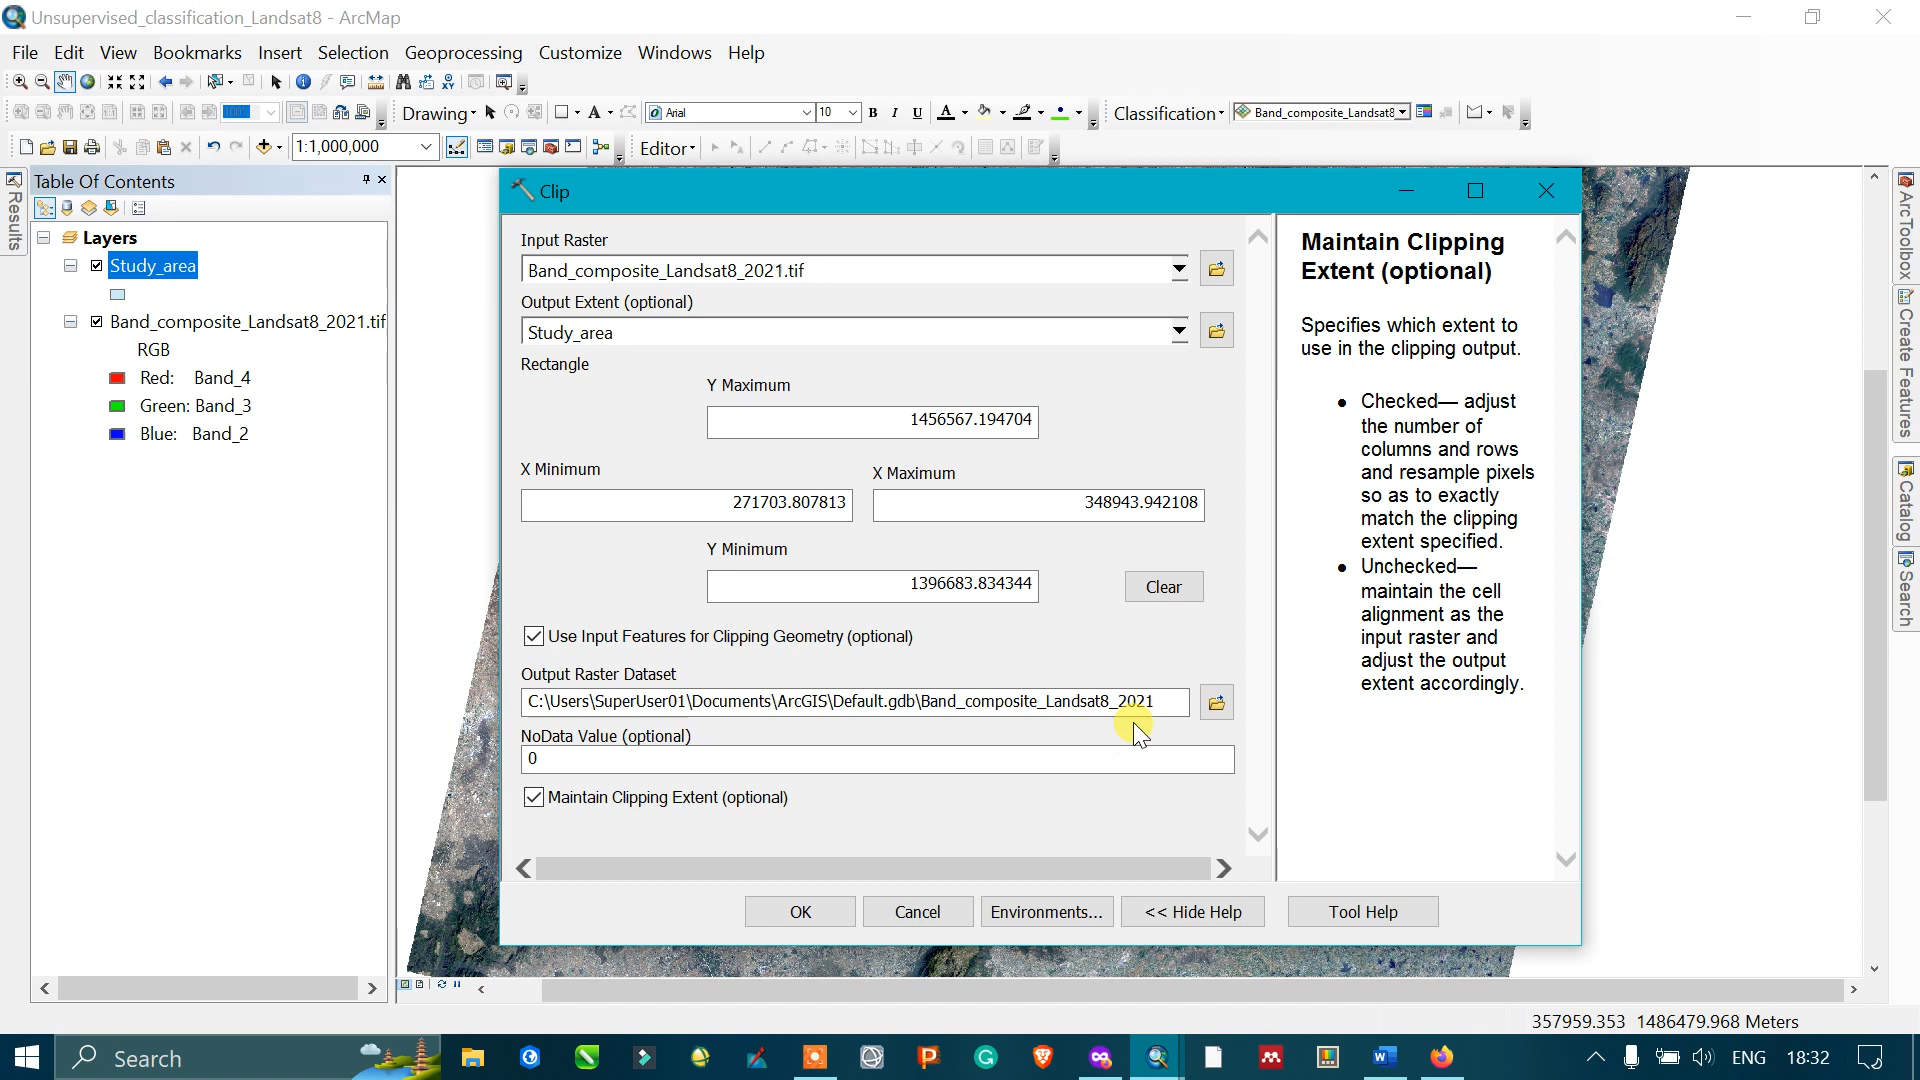 Unsupervised_classification_Landsat8 - ArcMap
File Edit View Bookmarks Insert Selection Geoprocessing Customize Windows Help
100%
Drawing Arial 10 B I U A Classification Band_composite_Landsat8
1:1,000,000 Editor
Table Of Contents
Results
Layers
Study_area
Band_composite_Landsat8_2021.tif
RGB
Red: Band_4
Green: Band_3
Blue: Band_2
Clip
Input Raster
Band_composite_Landsat8_2021.tif
Output Extent (optional)
Study_area
Rectangle
Y Maximum
1456567.194704
X Minimum
X Maximum
271703.807813
348943.942108
Y Minimum
1396683.834344
Clear
Use Input Features for Clipping Geometry (optional)
Output Raster Dataset
C:\Users\SuperUser01\Documents\ArcGIS\Default.gdb\Band_composite_Landsat8_2021
NoData Value (optional)
0
Maintain Clipping Extent (optional)
OK Cancel Environments... << Hide Help Tool Help
Maintain Clipping
Extent (optional)
Specifies which extent to
use in the clipping output.
• Checked— adjust
the number of
columns and rows
and resample pixels
so as to exactly
match the clipping
extent specified.
• Unchecked—
maintain the cell
alignment as the
input raster and
adjust the output
extent accordingly.
ArcToolbox
Create Features
Catalog
Search
357959.353 1486479.968 Meters
Search
ENG 18:32